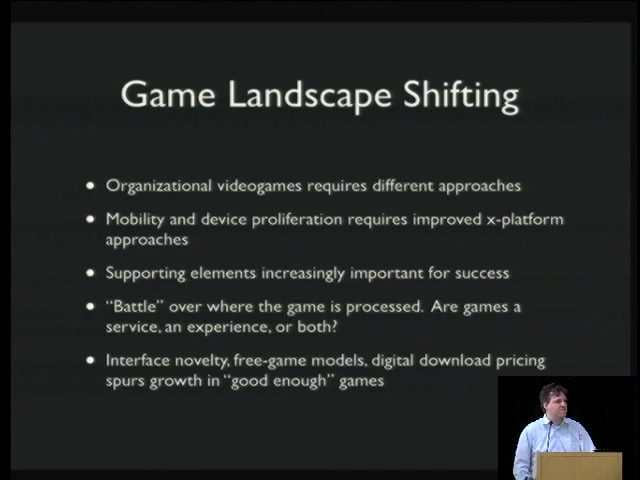 Game Landscape Shifting
• Organizational videogames requires different approaches
• Mobility and device proliferation requires improved x-platform
approaches
• Supporting elements increasingly important for success
• "Battle" over where the game is processed. Are games a
service, an experience, or both?
• Interface novelty, free-game models, digital download pricing
spurs growth in "good enough" games